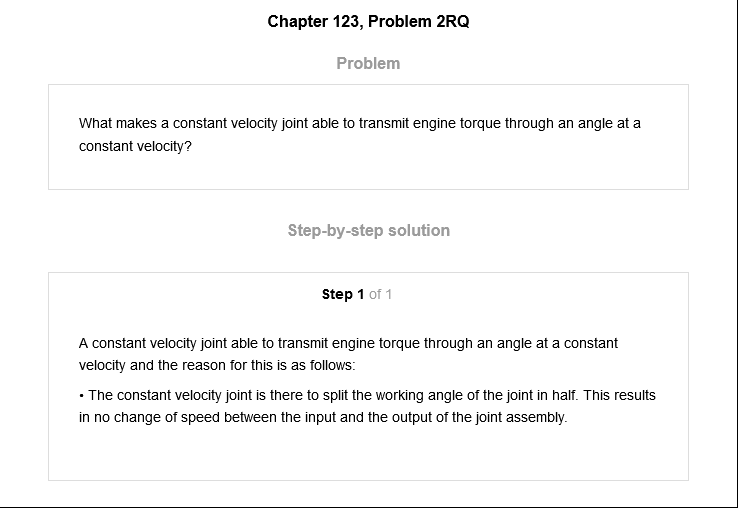 Chapter 123, Problem 2RQ
Problem
What makes a constant velocity joint able to transmit engine torque through an angle at a
constant velocity?
Step-by-step solution
Step 1 of 1
A constant velocity joint able to transmit engine torque through an angle at a constant
velocity and the reason for this is as follows:
• The constant velocity joint is there to split the working angle of the joint in half. This results
in no change of speed between the input and the output of the joint assembly.